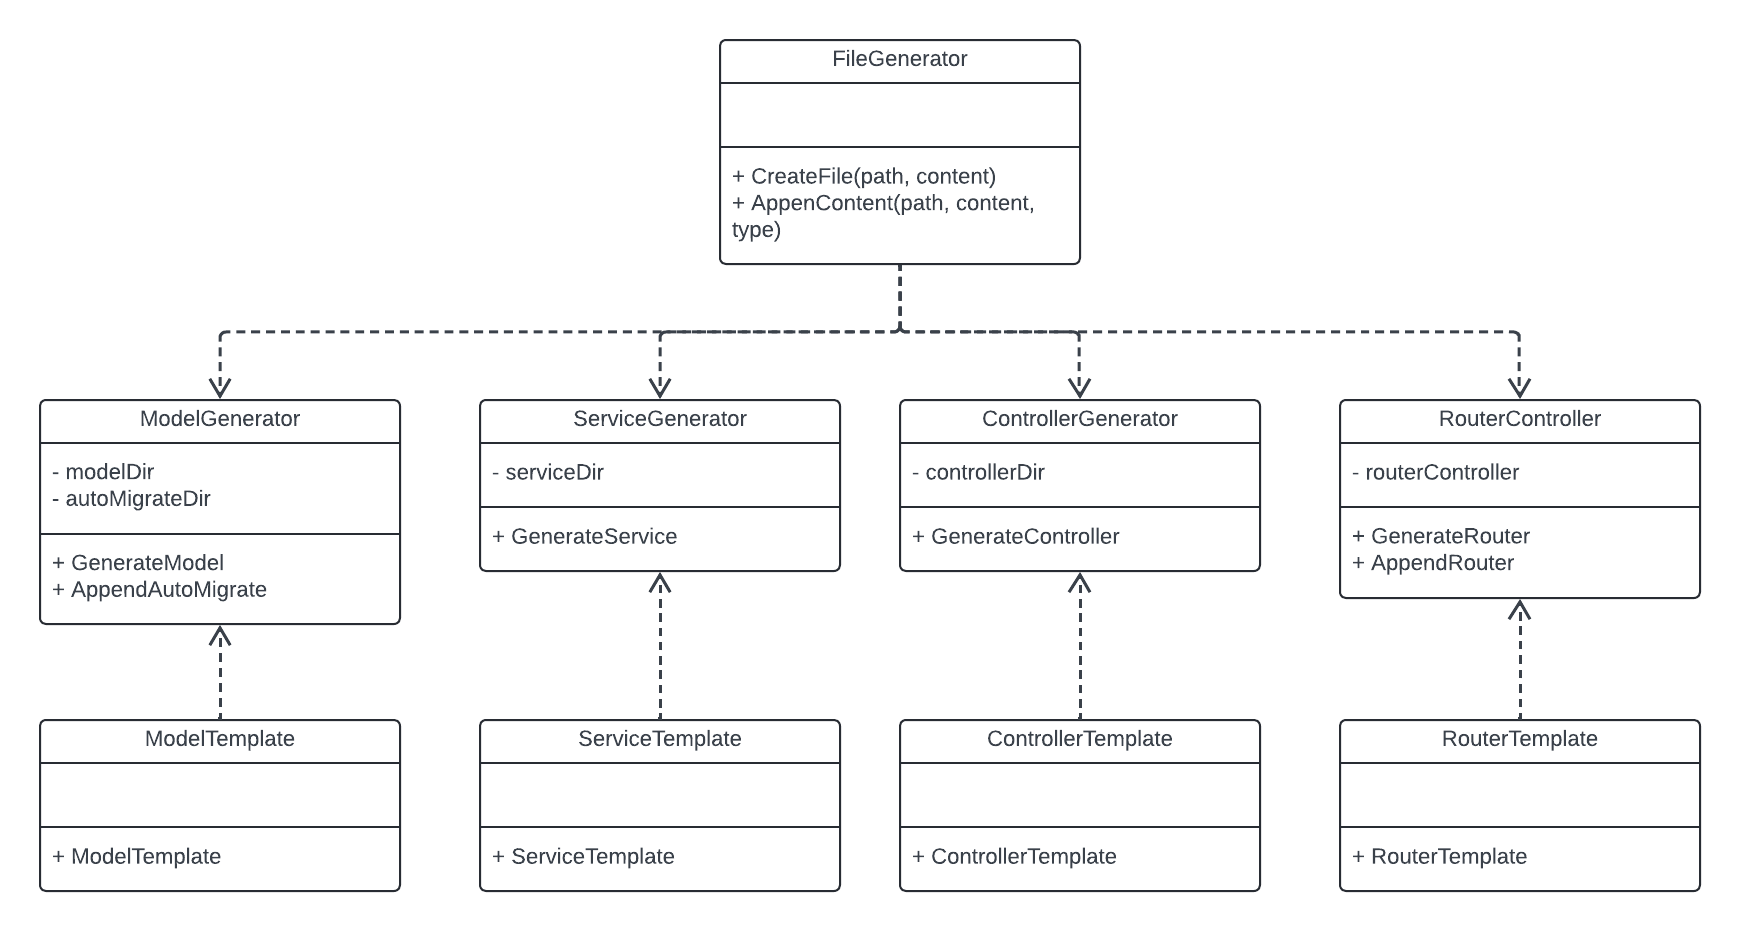 FileGenerator
+ CreateFile(path, content)
+ AppenContent(path, content,
type)
ModelGenerator
- modelDir
- autoMigrateDir
+ GenerateModel
+ AppendAutoMigrate
ServiceGenerator
- serviceDir
+ GenerateService
ControllerGenerator
- controllerDir
+ GenerateController
RouterController
- routerController
+ GenerateRouter
+ AppendRouter
ModelTemplate
+ ModelTemplate
ServiceTemplate
+ ServiceTemplate
ControllerTemplate
+ ControllerTemplate
RouterTemplate
+ RouterTemplate